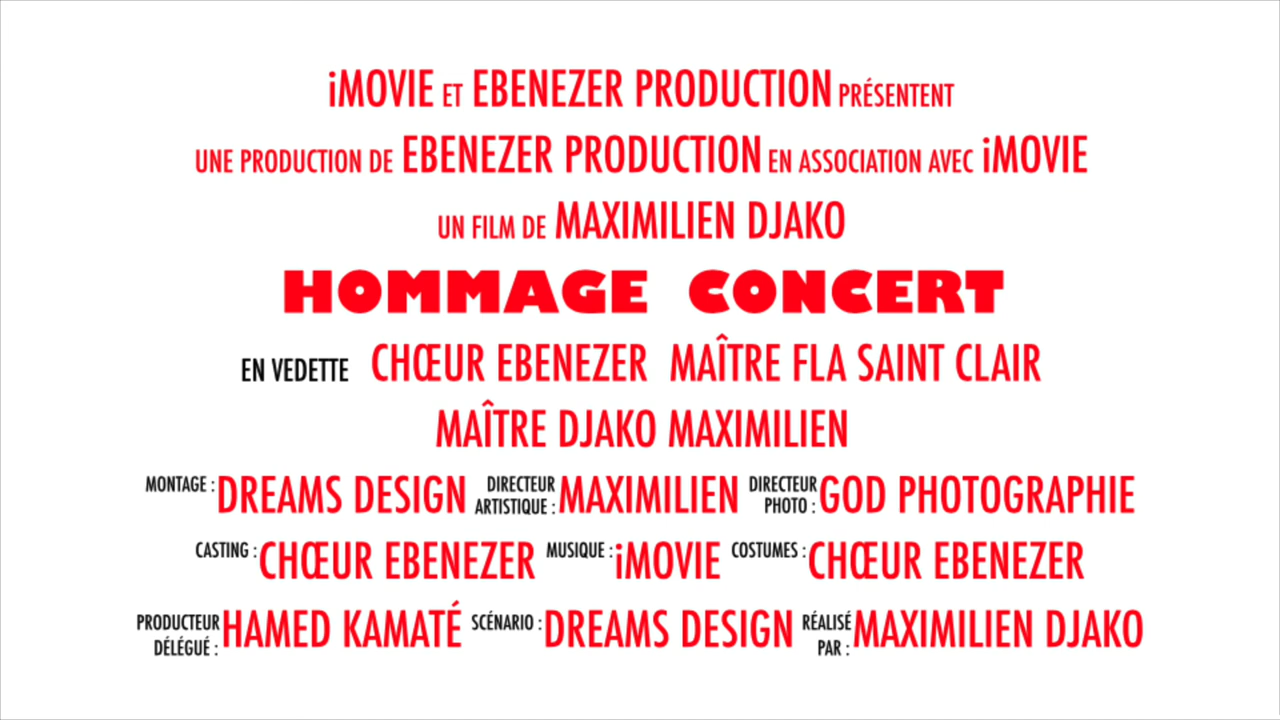 iMOVIE ET EBENEZER PRODUCTION PRÉSENTENT
UNE PRODUCTION DE EBENEZER PRODUCTION EN ASSOCIATION AVEC iMOVIE
UN FILM DE MAXIMILIEN DJAKO
HOMMAGE CONCERT
EN VEDETTE CHŒUR EBENEZER MAÎTRE FLA SAINT CLAIR
MAÎTRE DJAKO MAXIMILIEN
MONTAGE : DREAMS DESIGN DIRECTEUR ARTISTIQUE : MAXIMILIEN DIRECTEUR PHOTO : GOD PHOTOGRAPHIE
CASTING : CHŒUR EBENEZER MUSIQUE : iMOVIE COSTUMES : CHŒUR EBENEZER
PRODUCTEUR DÉLÉGUÉ : HAMED KAMATÉ SCÉNARIO : DREAMS DESIGN RÉALISÉ PAR : MAXIMILIEN DJAKO